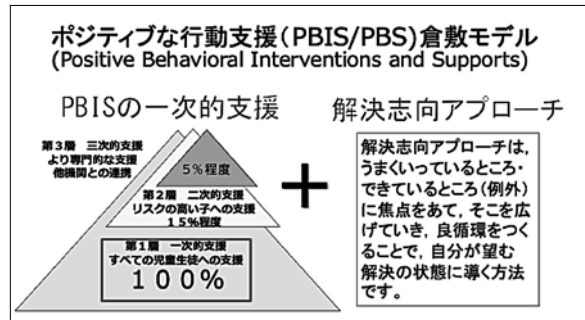 ポジティブな行動支援(PBIS/PBS)倉敷モデル
(Positive Behavioral Interventions and Supports)
PBISの一次的支援
第3層 三次的支援
より専門的な支援
他機関との連携
5%程度
第2層 二次的支援
リスクの高い子への支援
15%程度
第1層 一次的支援
すべての児童生徒への支援
100%
+
解決志向アプローチ
解決志向アプローチは,
うまくいっているところ・
できているところ(例外)
に焦点をあて,そこを広
げていき,良循環をつく
ることで,自分が望む
解決の状態に導く方法
です。